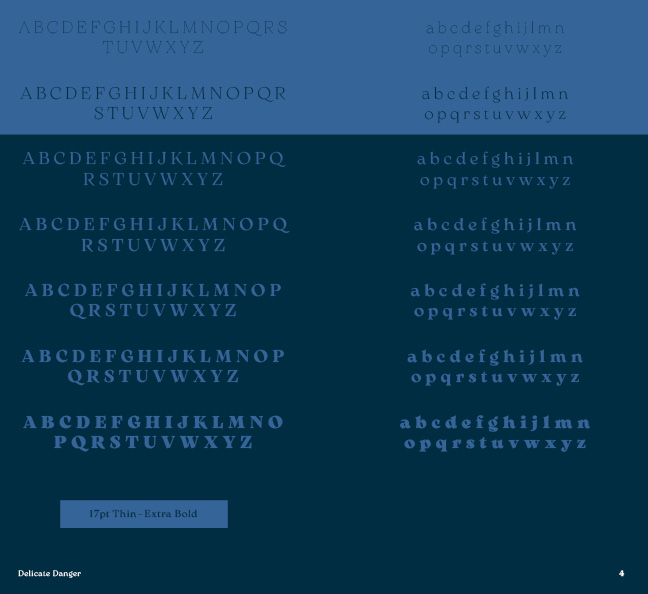 ABCDEFGHIJKLMNOPQRS
TUVWXYZ
abcdefghijlmn
opqrstuvwxyz
ABCDEFGHIJKLMNOPQR
STUVWXYZ
abcdefghijlmn
opqrstuvwxyz
ABCDEFGHIJKLMNOPQ
RSTUVWXYZ
abcdefghijlmn
opqrstuvwxyz
ABCDEFGHIJKLMNOPQ
RSTUVWXYZ
abcdefghijlmn
opqrstuvwxyz
ABCDEFGHIJKLMNOP
QRSTUVWXYZ
abcdefghijlmn
opqrstuvwxyz
ABCDEFGHIJKLMNOP
QRSTUVWXYZ
abcdefghijlmn
opqrstuvwxyz
ABCDEFGHIJKLMNO
PQRSTUVWXYZ
abcdefghijlmn
opqrstuvwxyz
17pt Thin–Extra Bold
Delicate Danger
4